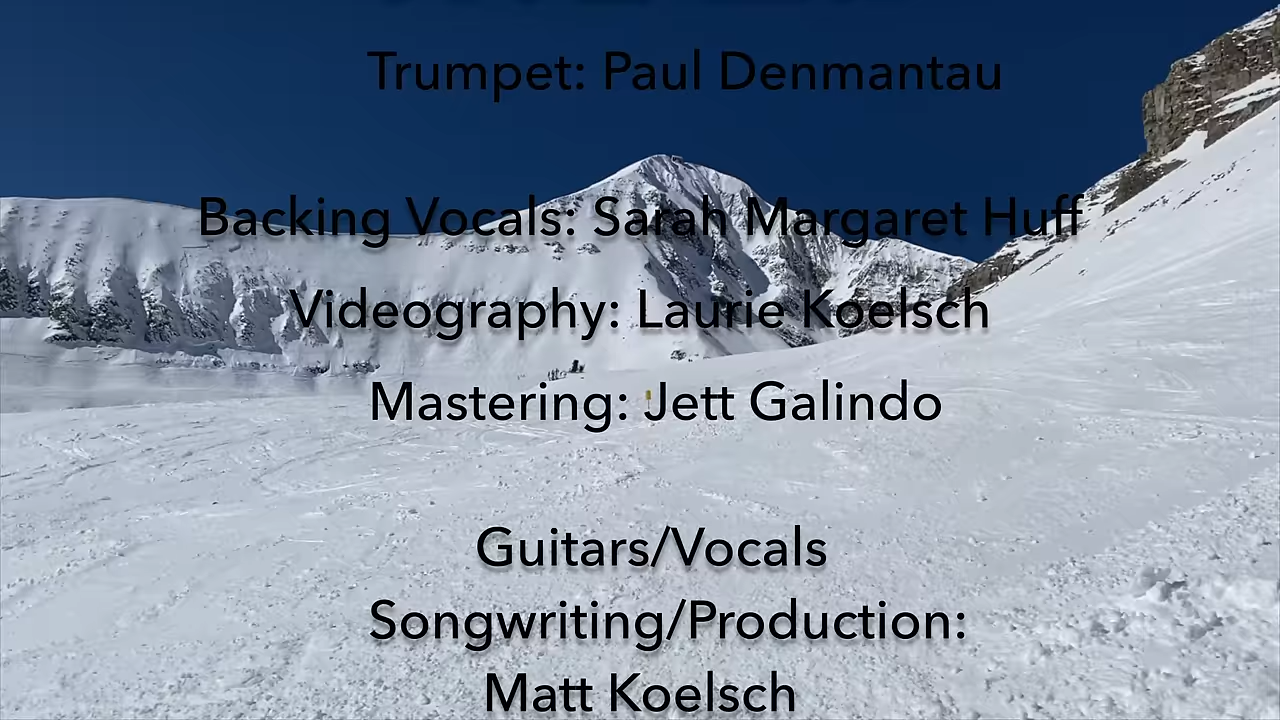 Trumpet: Paul Denmantau
Backing Vocals: Sarah Margaret Huff
Videography: Laurie Koelsch
Mastering: Jett Galindo
Guitars/Vocals
Songwriting/Production:
Matt Koelsch